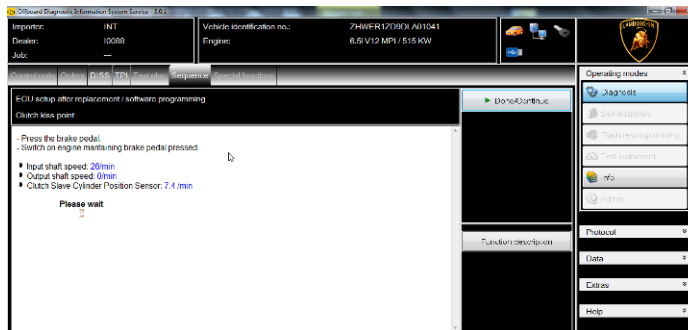 Offboard Diagnostic Information System Service - 3.0.1
Importer: INT
Dealer: I0088
Job: ---
Vehicle identification no.: ZHWER1ZD9DLA01041
Engine: 6.5l V12 MPI / 515 KW
LAMBORGHINI
Control units Orders DISS TPI Test plan Sequence Special functions
ECU setup after replacement / software programming
Clutch kiss point
- Press the brake pedal.
- Switch on engine mantaining brake pedal pressed
Input shaft speed: 26/min
Output shaft speed: 0/min
Clutch Slave Cylinder Position Sensor: 7.4 /min
Please wait
Done/Continue
Function description
Operating modes
Diagnosis
Self-diagnosis
Flash/re-programming
Test instrument
Info
Admin
Protocol
Data
Extras
Help